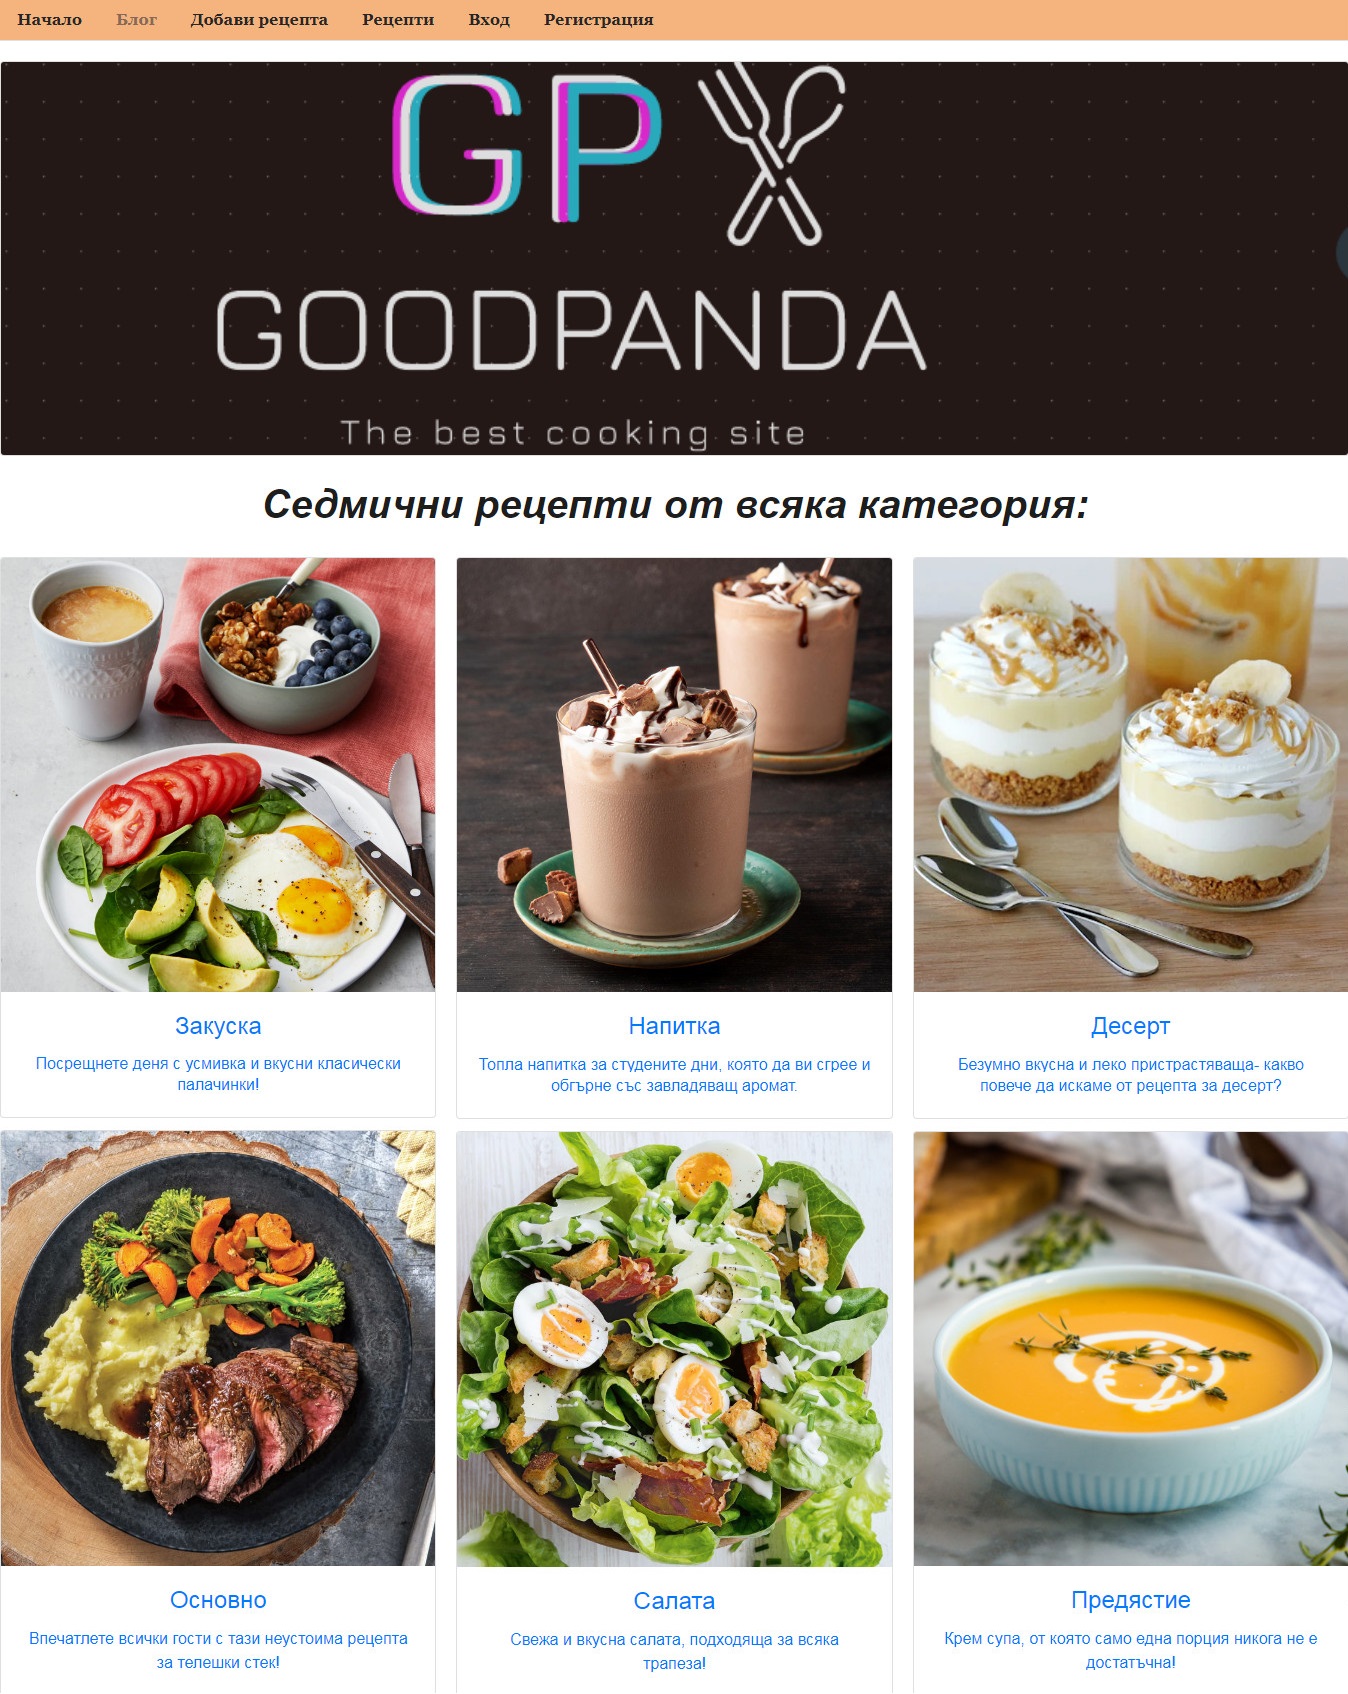 Начало Блог Добави рецепта Рецепти Вход Регистрация
GP
GOODPANDA
The best cooking site
Седмични рецепти от всяка категория:
Закуска
Посрещнете деня с усмивка и вкусни класически
палачинки!
Напитка
Топла напитка за студените дни, която да ви сгрее и
обгърне със завладяващ аромат.
Десерт
Безумно вкусна и леко пристрастяваща- какво
повече да искаме от рецепта за десерт?
Основно
Впечатлете всички гости с тази неустоима рецепта
за телешки стек!
Салата
Свежа и вкусна салата, подходяща за всяка
трапеза!
Предястие
Крем супа, от която само една порция никога не е
достатъчна!